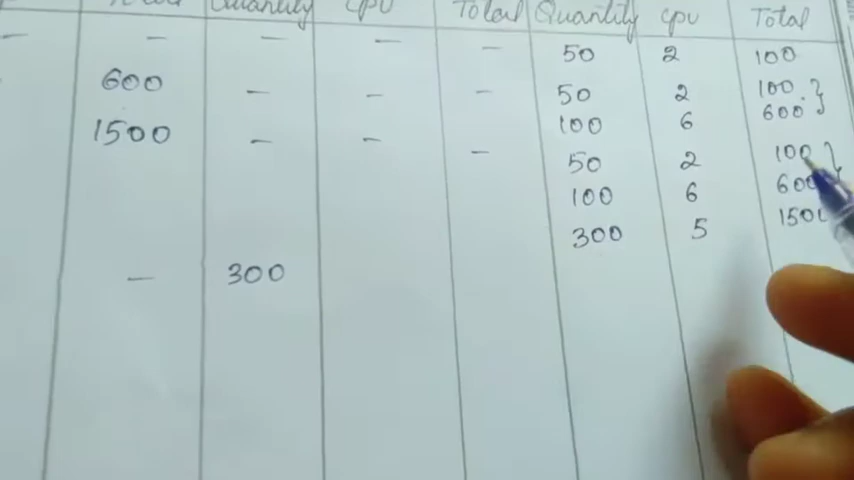 Quantity CPU Total Quantity CPU Total
- - - - - 50 2 100
600 - - - 50 2 100
100 6 600
1500 - - - 50 2 100
100 6 600
300 5 150
- 300